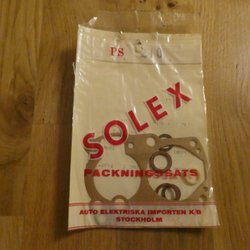 PS
SOLEX
PACKNINGSSATS
AUTO ELEKTRISKA IMPORTEN K/B
STOCKHOLM